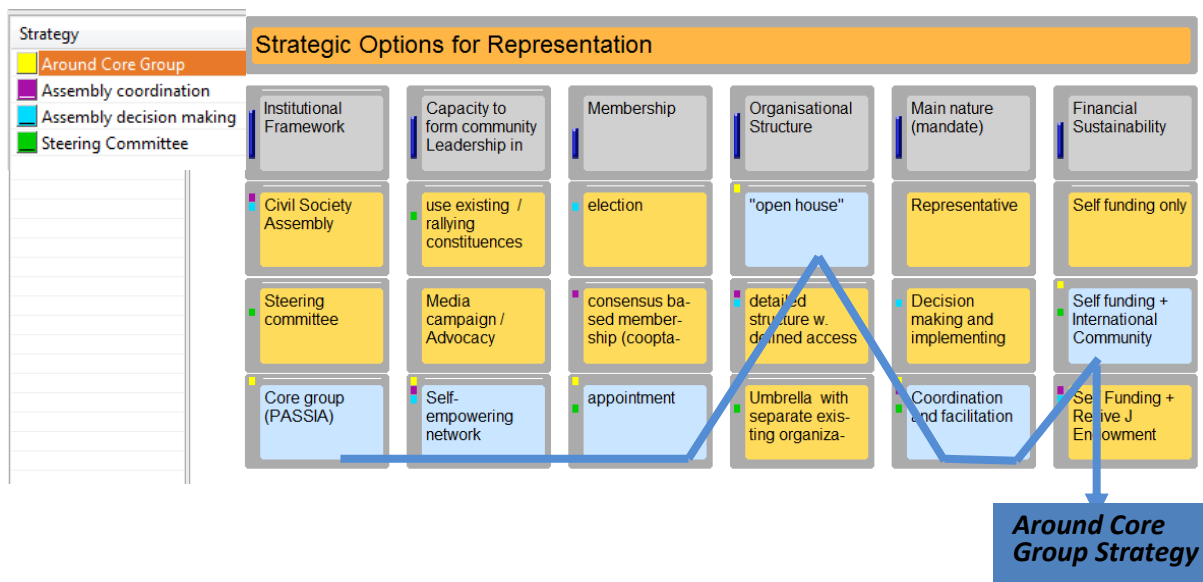 Strategy
Around Core Group
Assembly coordination
Assembly decision making
Steering Committee
Strategic Options for Representation
Institutional
Framework
Capacity to
form community
Leadership in
Membership
Organisational
Structure
Main nature
(mandate)
Financial
Sustainability
Civil Society
Assembly
use existing /
rallying
constituences
election
"open house"
Representative
Self funding only
Steering
committee
Media
campaign /
Advocacy
consensus ba-
sed member-
ship (coopta-
detailed
structure w.
defined access
Decision
making and
implementing
Self funding +
International
Community
Core group
(PASSIA)
Self-
empowering
network
appointment
Umbrella with
separate exis-
ting organiza-
Coordination
and facilitation
Self Funding +
Revive J
Endowment
Around Core
Group Strategy